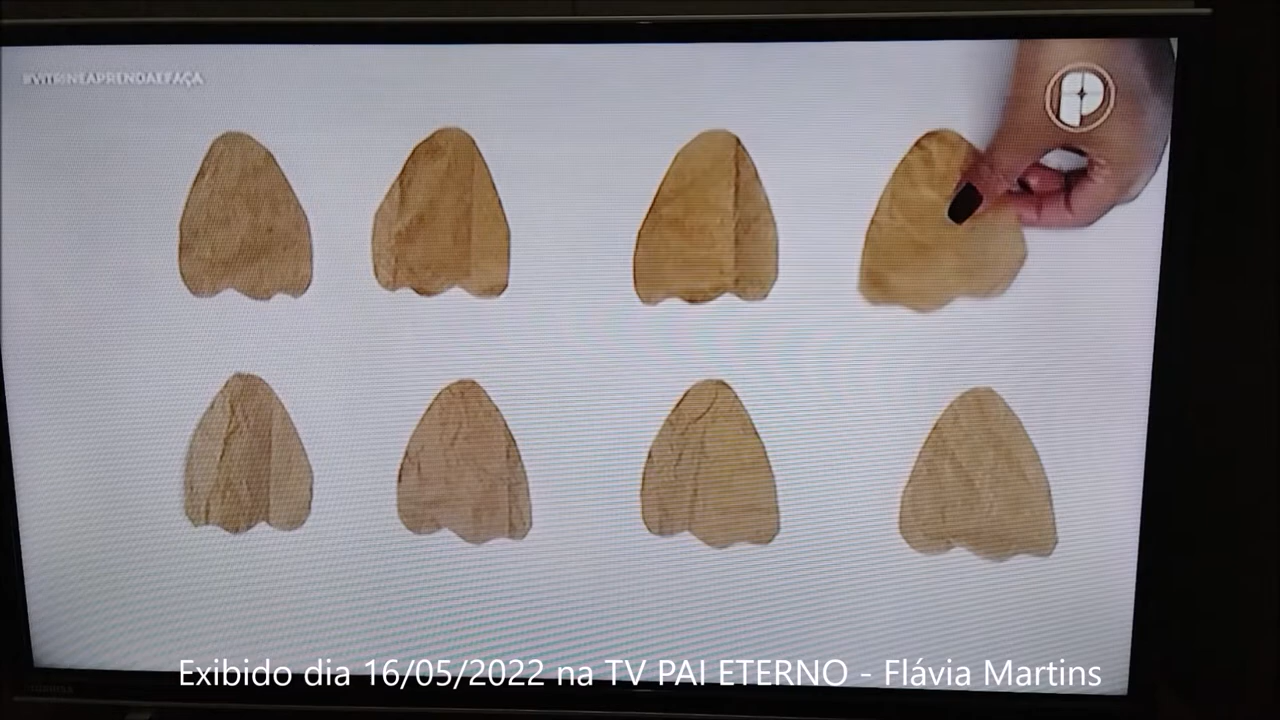 #VITRINEAPRENDAEFAÇA
Exibido dia 16/05/2022 na TV PAI ETERNO - Flávia Martins